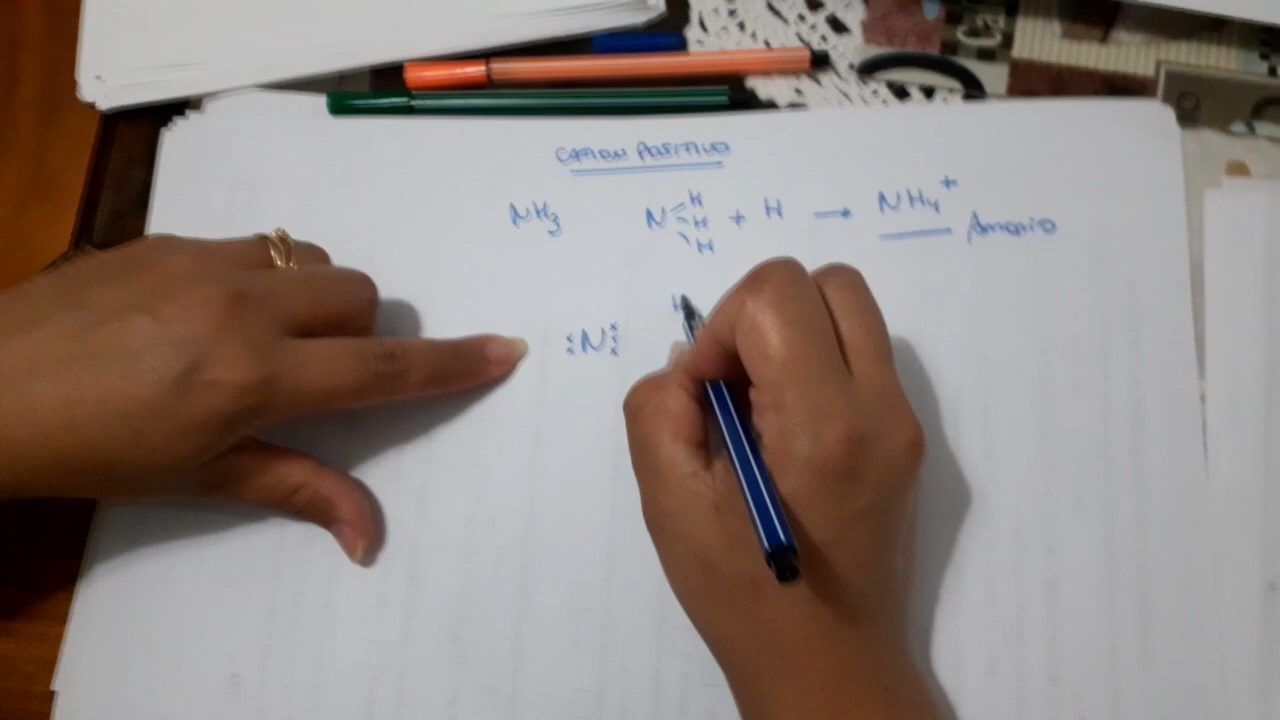 CATION POSITIVO
NH3 N H H H + H → NH4+ Amonio
N
H